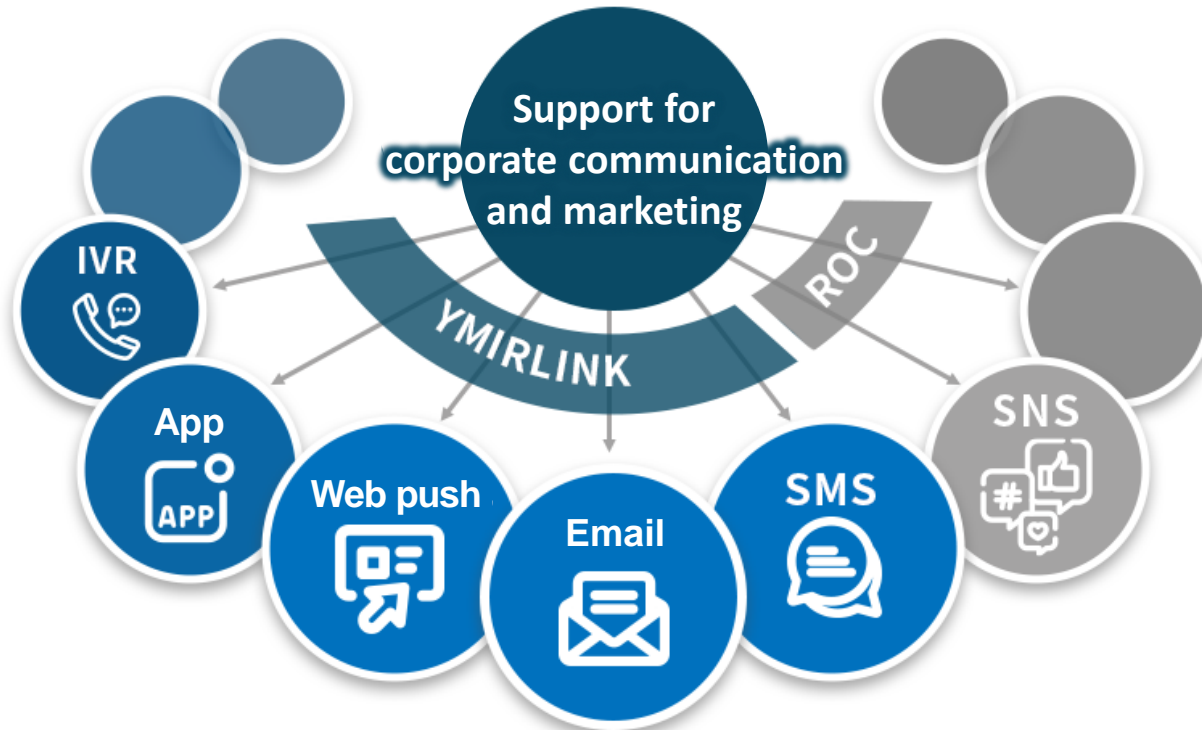 Support for
corporate communication
and marketing
YMIRLINK
ROC
IVR
App
APP
Web push
Email
SMS
SNS
#